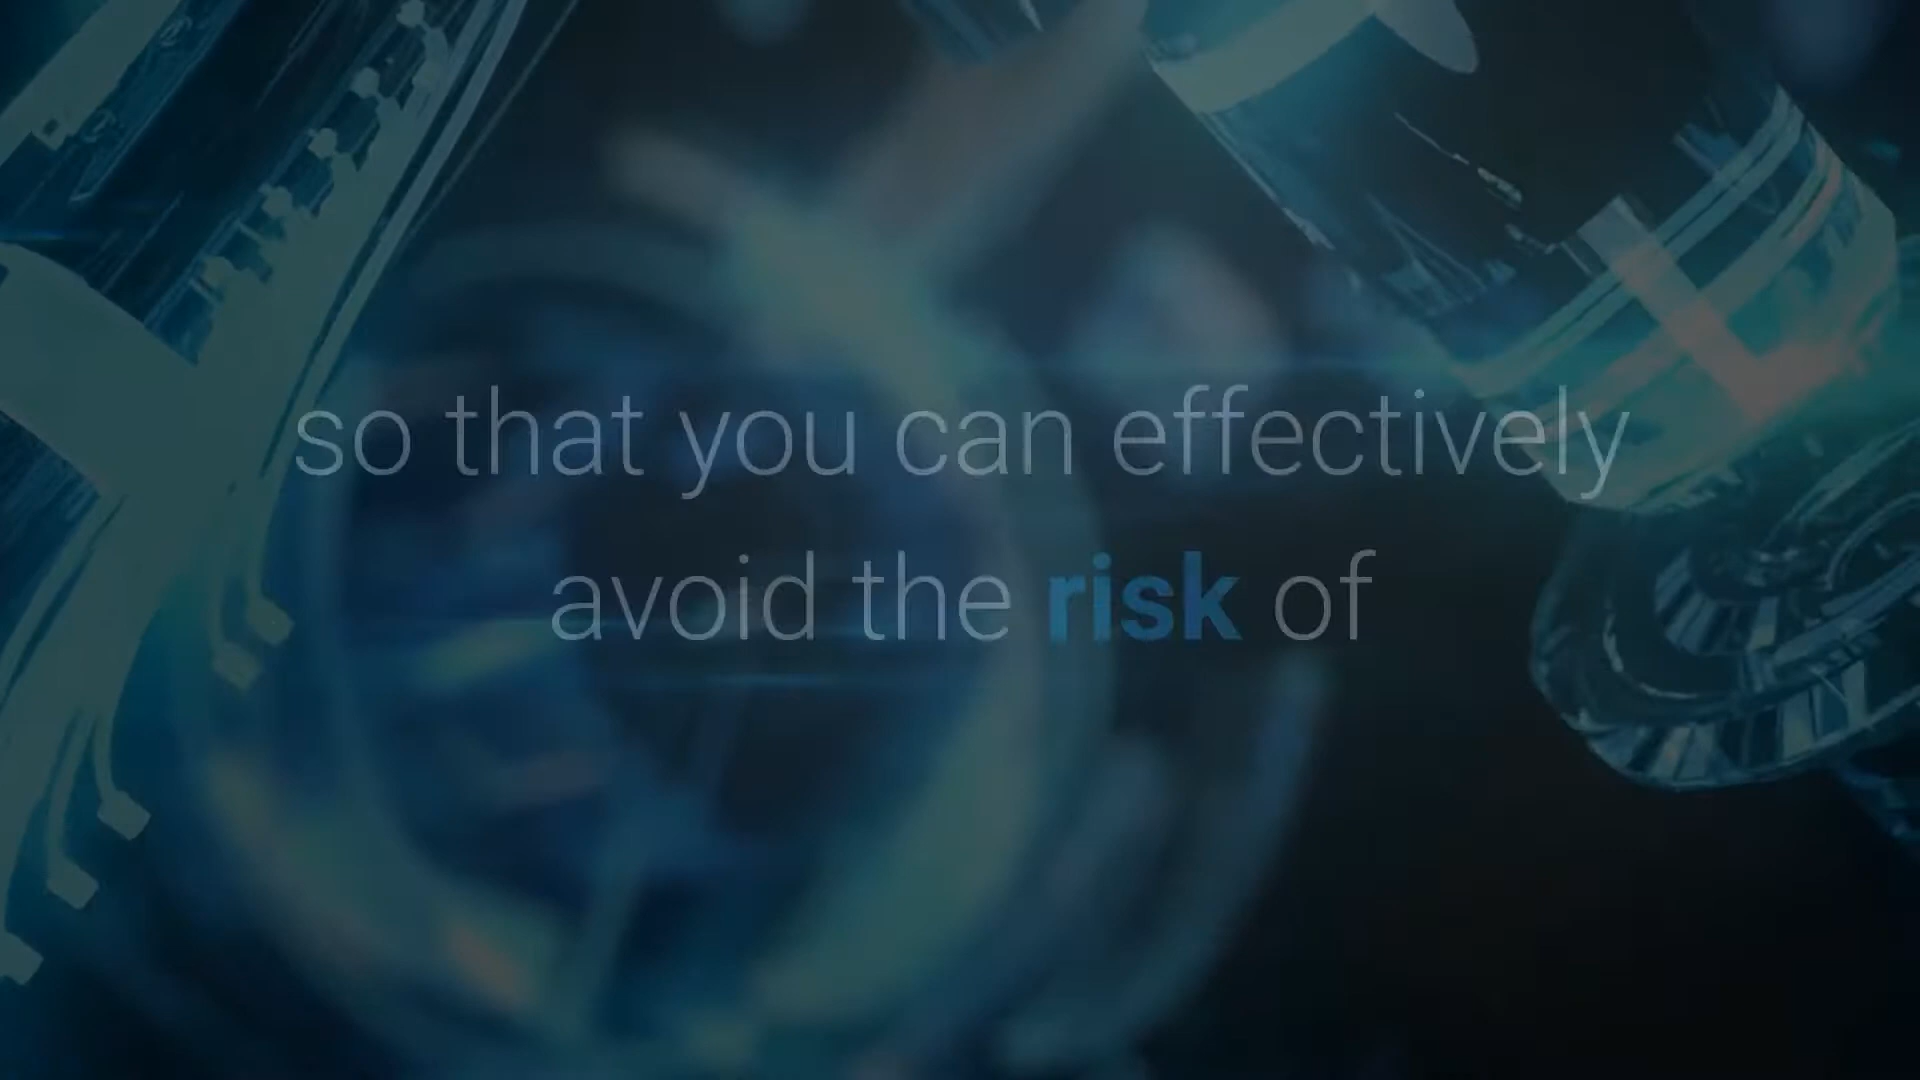 so that you can effectively
avoid the risk of